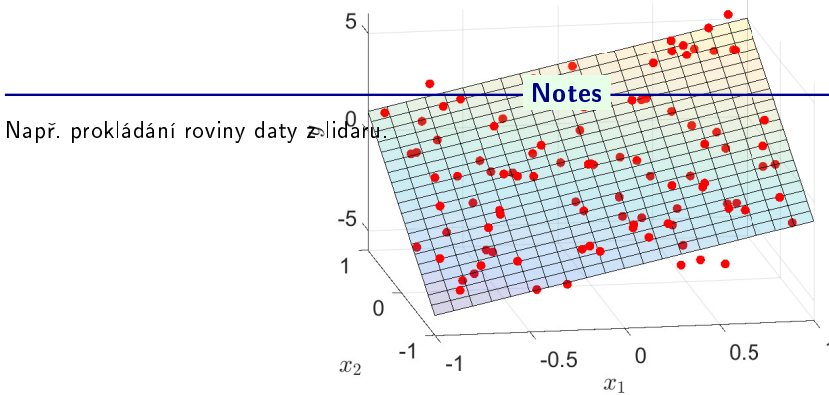 5
Notes
0
Např. prokládání roviny daty z lidaru.
y
-5
1
0
-1
-1
-0.5
0
0.5
1
x₂
x₁